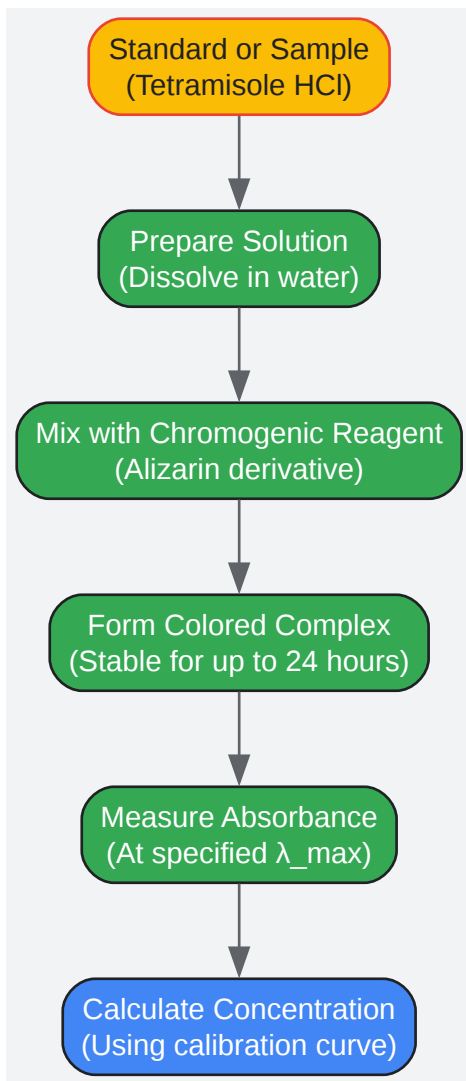 Standard or Sample
(Tetramisole HCl)
Prepare Solution
(Dissolve in water)
Mix with Chromogenic Reagent
(Alizarin derivative)
Form Colored Complex
(Stable for up to 24 hours)
Measure Absorbance
(At specified λ_max)
Calculate Concentration
(Using calibration curve)